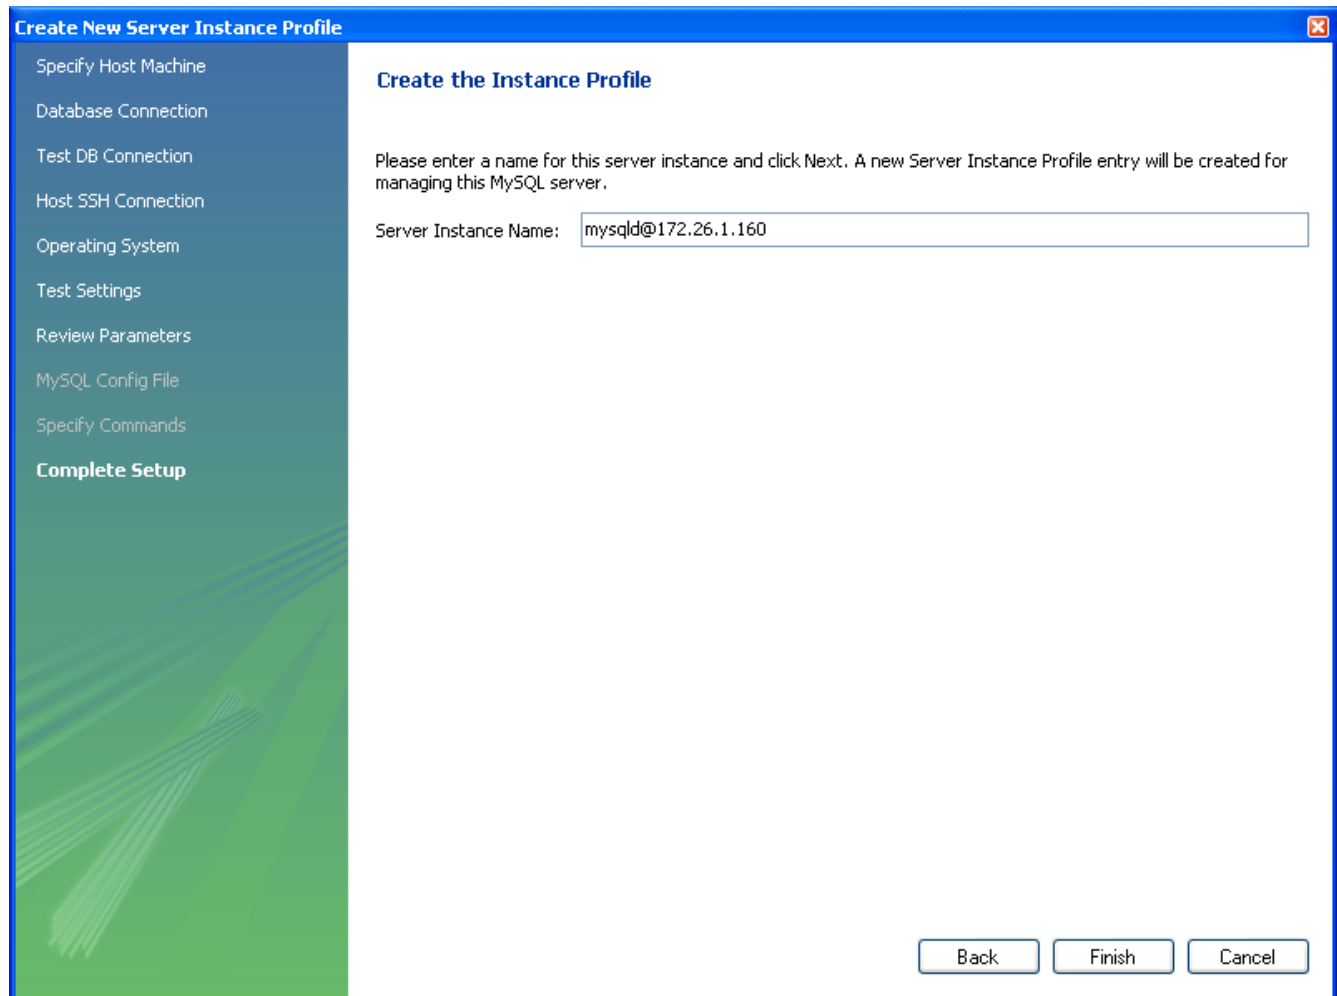 Create New Server Instance Profile
Specify Host Machine
Database Connection
Test DB Connection
Host SSH Connection
Operating System
Test Settings
Review Parameters
MySQL Config File
Specify Commands
Complete Setup
Create the Instance Profile
Please enter a name for this server instance and click Next. A new Server Instance Profile entry will be created for
managing this MySQL server.
Server Instance Name: mysqld@172.26.1.160
Back Finish Cancel